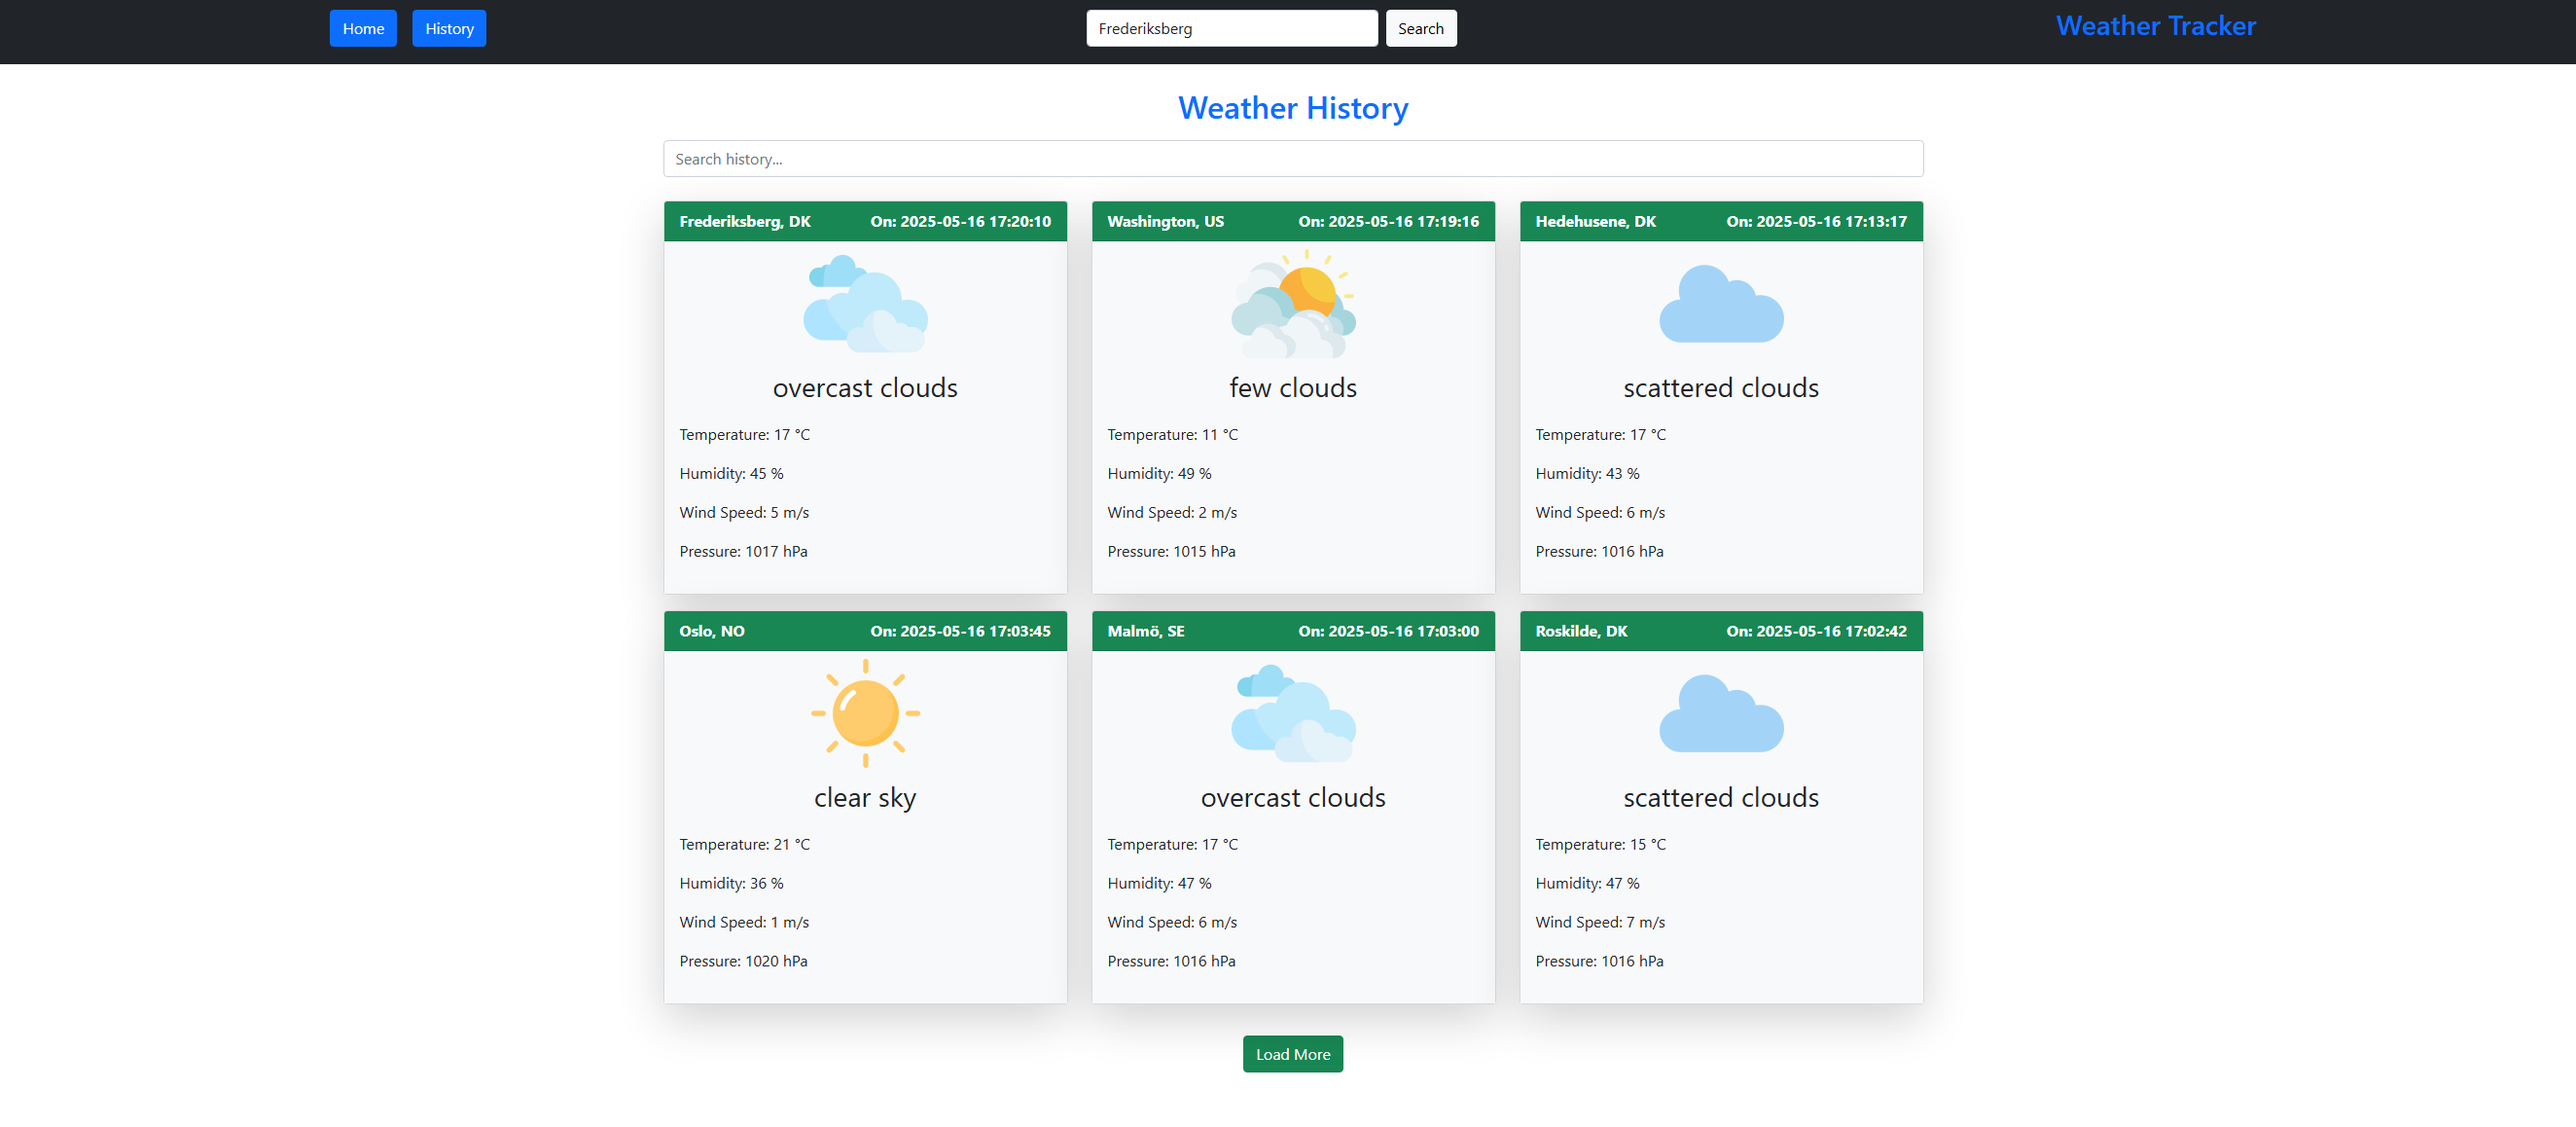 Home History Frederiksberg Search Weather Tracker
Weather History
Search history...
Frederiksberg, DK On: 2025-05-16 17:20:10
overcast clouds
Temperature: 17 °C
Humidity: 45 %
Wind Speed: 5 m/s
Pressure: 1017 hPa
Washington, US On: 2025-05-16 17:19:16
few clouds
Temperature: 11 °C
Humidity: 49 %
Wind Speed: 2 m/s
Pressure: 1015 hPa
Hedehusene, DK On: 2025-05-16 17:13:17
scattered clouds
Temperature: 17 °C
Humidity: 43 %
Wind Speed: 6 m/s
Pressure: 1016 hPa
Oslo, NO On: 2025-05-16 17:03:45
clear sky
Temperature: 21 °C
Humidity: 36 %
Wind Speed: 1 m/s
Pressure: 1020 hPa
Malmö, SE On: 2025-05-16 17:03:00
overcast clouds
Temperature: 17 °C
Humidity: 47 %
Wind Speed: 6 m/s
Pressure: 1016 hPa
Roskilde, DK On: 2025-05-16 17:02:42
scattered clouds
Temperature: 15 °C
Humidity: 47 %
Wind Speed: 7 m/s
Pressure: 1016 hPa
Load More